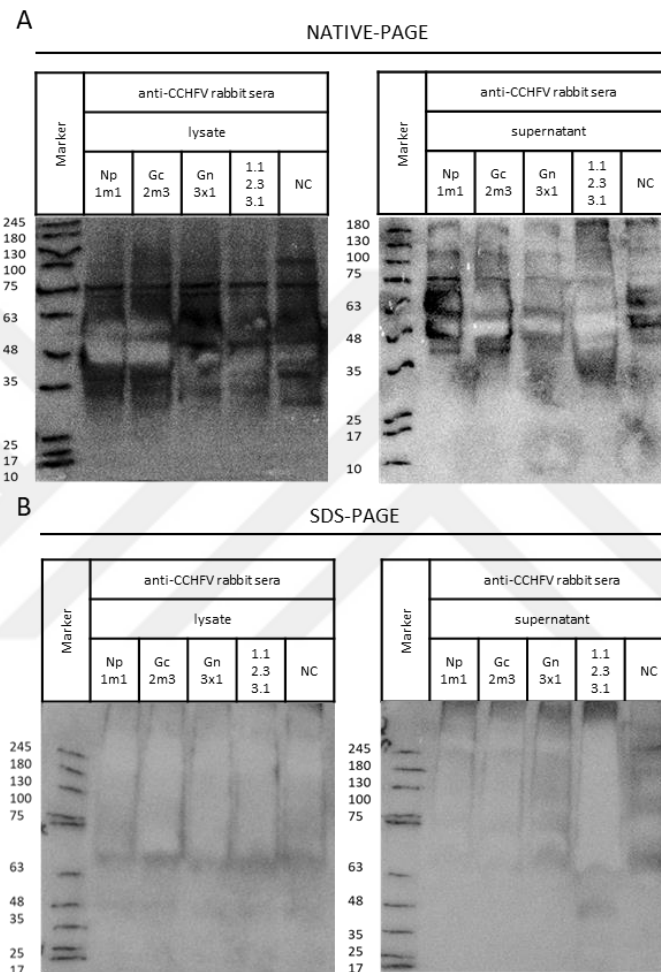 A
NATIVE-PAGE
Marker
anti-CCHFV rabbit sera
lysate
Np 1m1
Gc 2m3
Gn 3x1
1.1 2.3 3.1
NC
245
180
130
100
75
63
48
35
25
17
10
Marker
anti-CCHFV rabbit sera
supernatant
Np 1m1
Gc 2m3
Gn 3x1
1.1 2.3 3.1
NC
180
130
100
75
63
48
35
25
17
10
B
SDS-PAGE
Marker
anti-CCHFV rabbit sera
lysate
Np 1m1
Gc 2m3
Gn 3x1
1.1 2.3 3.1
NC
245
180
130
100
75
63
48
35
25
17
Marker
anti-CCHFV rabbit sera
supernatant
Np 1m1
Gc 2m3
Gn 3x1
1.1 2.3 3.1
NC
245
180
130
100
75
63
48
35
25
17